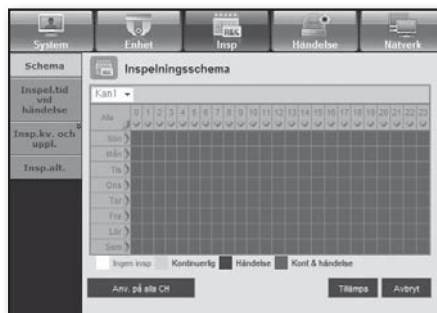 System Enhet Insp Händelse Nätverk
Schema
Inspelningsschema
Inspel.tid
vid
händelse
Kan1
Insp.kv. och
uppl.
Alla 0 1 2 3 4 5 6 7 8 9 10 11 12 13 14 15 16 17 18 19 20 21 22 23
Insp.alt.
Sön
Mån
Tis
Ons
Tor
Fre
Lör
Sem
Ingen insp Kontinuerlig Händelse Kont & händelse
Anv. på alla CH Tillämpa Avbryt